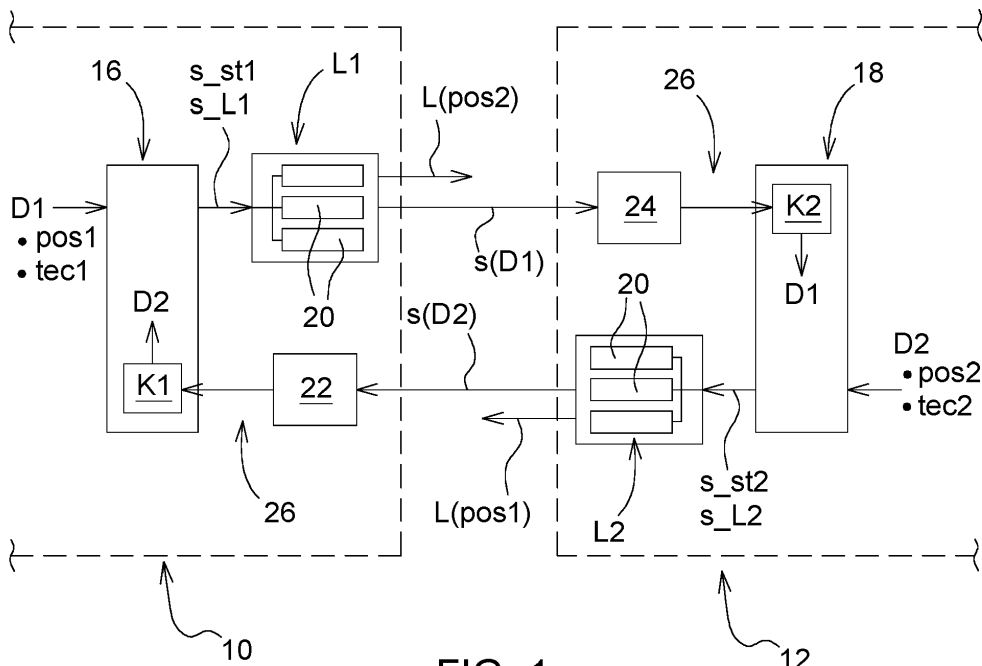 16
s_st1
s_L1
L1
L(pos2)
26
18
D1
• pos1
• tec1
24
K2
D1
s(D1)
20
D2
K1
22
s(D2)
20
D2
• pos2
• tec2
26
L(pos1)
L2
s_st2
s_L2
10
12
FIG. 1